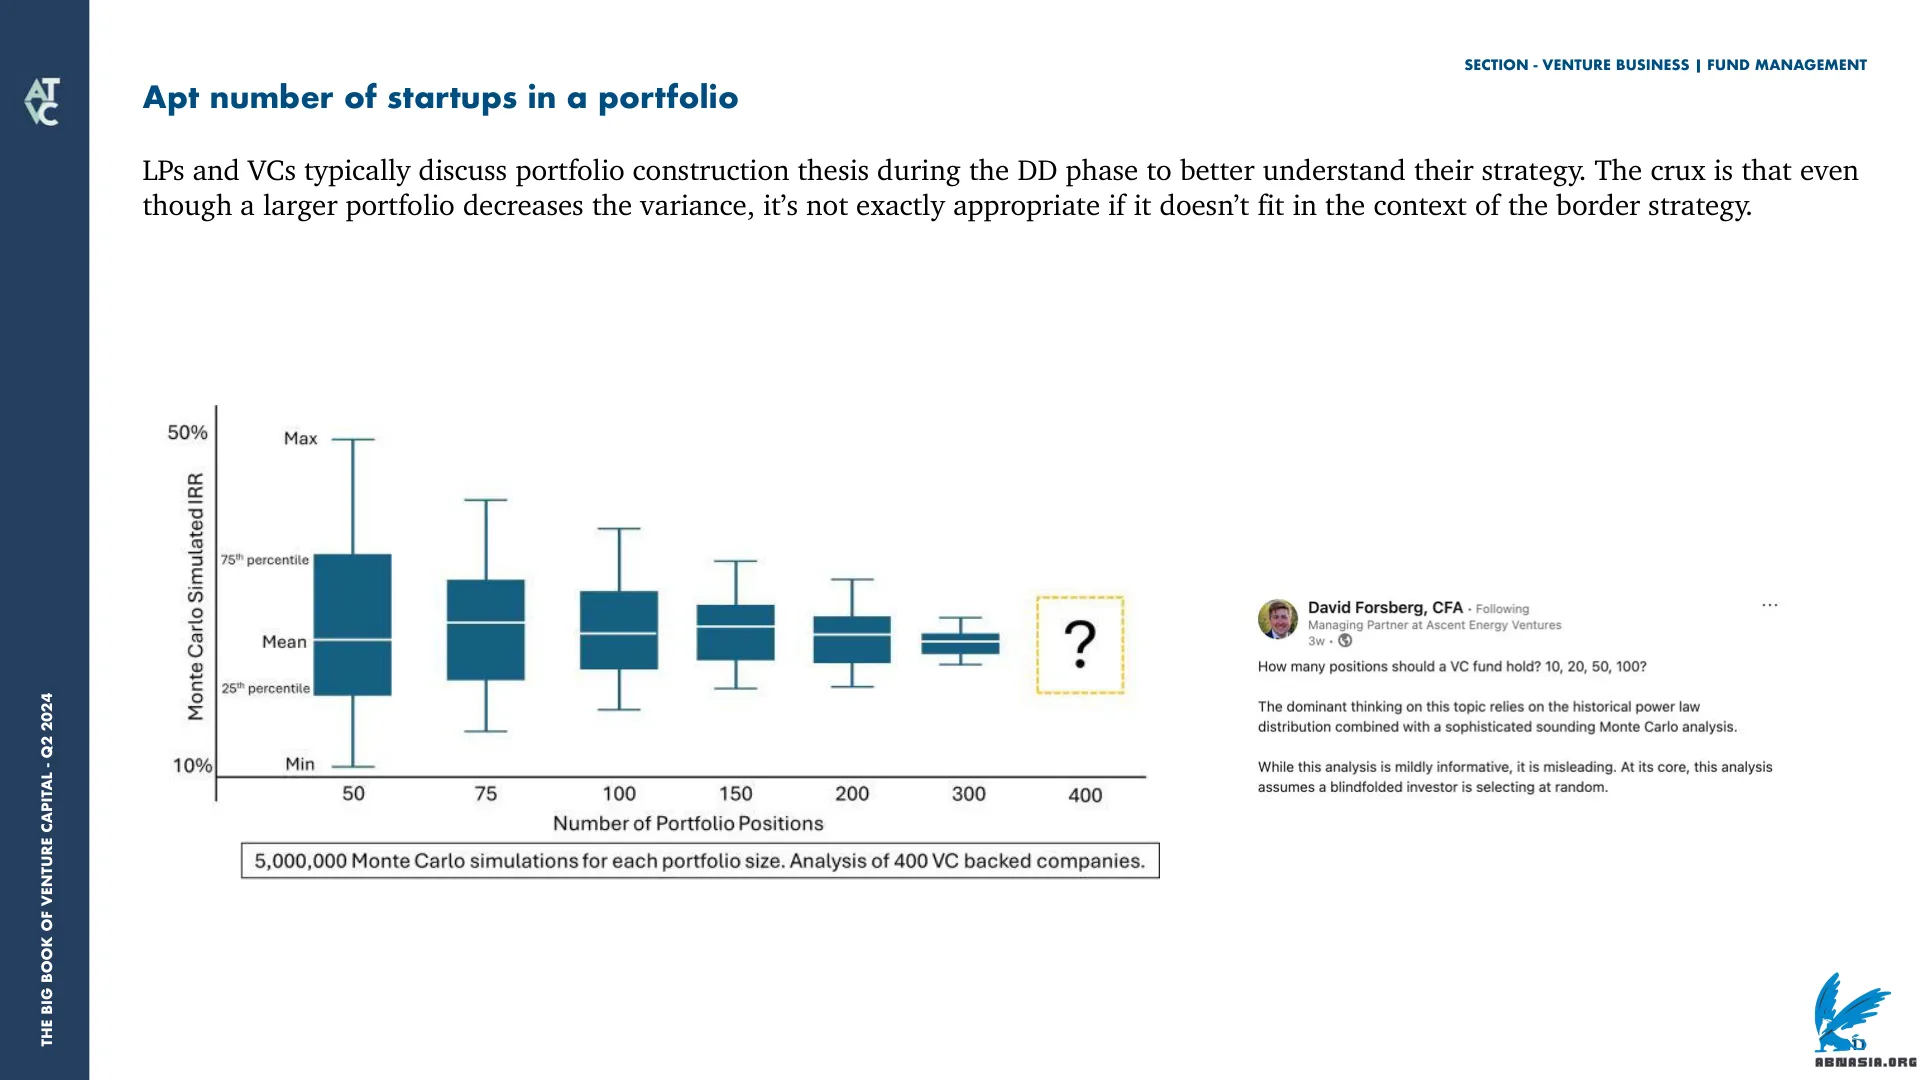 AT
VC
SECTION - VENTURE BUSINESS | FUND MANAGEMENT
Apt number of startups in a portfolio
LPs and VCs typically discuss portfolio construction thesis during the DD phase to better understand their strategy. The crux is that even
though a larger portfolio decreases the variance, it’s not exactly appropriate if it doesn’t fit in the context of the border strategy.
Monte Carlo Simulated IRR
50%
Max
75th percentile
Mean
25th percentile
10%
Min
?
50 75 100 150 200 300 400
Number of Portfolio Positions
5,000,000 Monte Carlo simulations for each portfolio size. Analysis of 400 VC backed companies.
David Forsberg, CFA • Following
Managing Partner at Ascent Energy Ventures
3w •
How many positions should a VC fund hold? 10, 20, 50, 100?
The dominant thinking on this topic relies on the historical power law
distribution combined with a sophisticated sounding Monte Carlo analysis.
While this analysis is mildly informative, it is misleading. At its core, this analysis
assumes a blindfolded investor is selecting at random.
THE BIG BOOK OF VENTURE CAPITAL - Q2 2024
ABNASIA.ORG